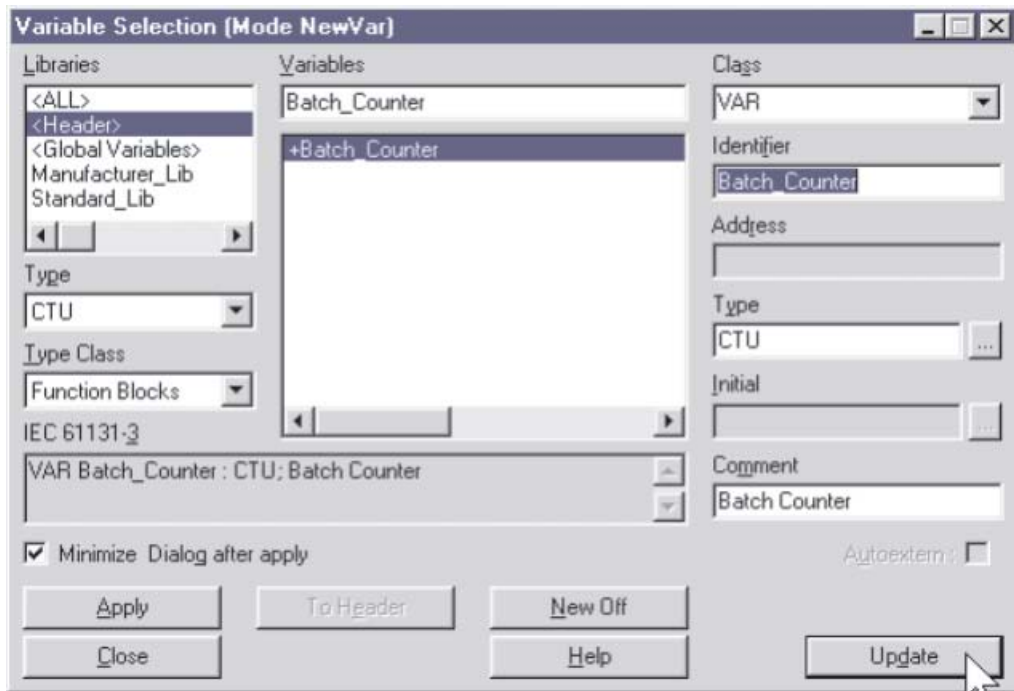 Variable Selection (Mode NewVar)
Libraries
<ALL>
<Header>
<Global Variables>
Manufacturer_Lib
Standard_Lib
Type
CTU
Type Class
Function Blocks
Variables
Batch_Counter
+Batch_Counter
Class
VAR
Identifier
Batch_Counter
Address
Type
CTU
...
Initial
...
Comment
Batch Counter
IEC 61131-3
VAR Batch_Counter : CTU; Batch Counter
Minimize Dialog after apply
Autoextern :
Apply
To Header
New Off
Close
Help
Update